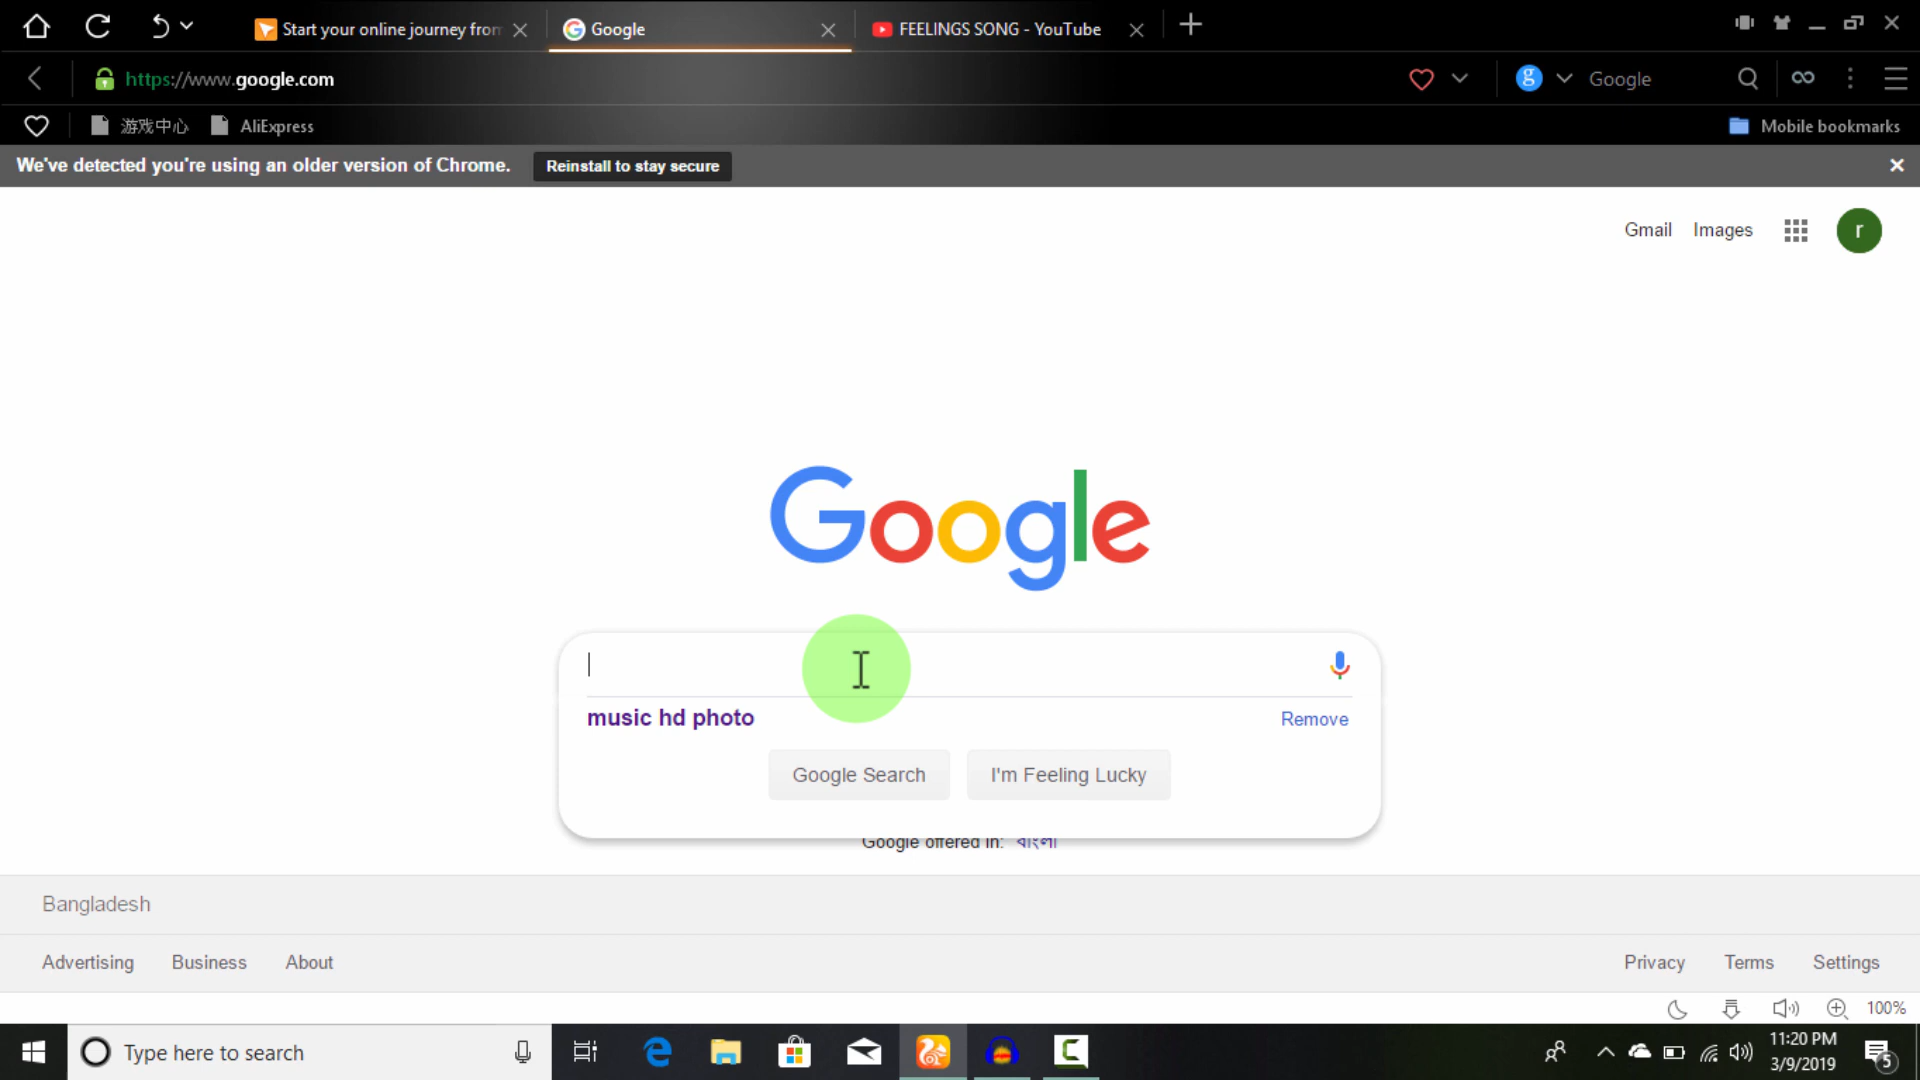 Start your online journey from
Google
FEELINGS SONG - YouTube
https://www.google.com
g
Google
游戏中心
AliExpress
Mobile bookmarks
We've detected you're using an older version of Chrome.
Reinstall to stay secure
Gmail
Images
r
Google
music hd photo
Remove
Google Search
I'm Feeling Lucky
Google offered in: বাংলা
Bangladesh
Advertising
Business
About
Privacy
Terms
Settings
100%
Type here to search
11:20 PM
3/9/2019
5